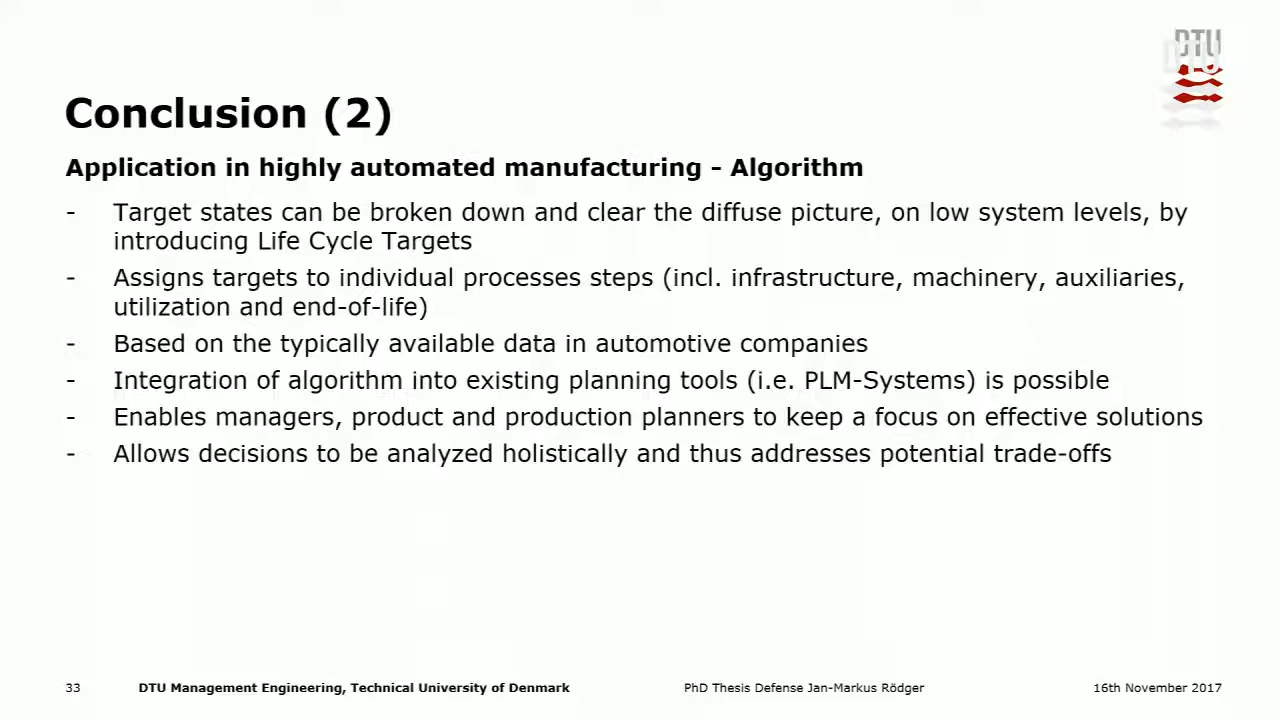 DTU
Conclusion (2)
Application in highly automated manufacturing - Algorithm
- Target states can be broken down and clear the diffuse picture, on low system levels, by
introducing Life Cycle Targets
- Assigns targets to individual processes steps (incl. infrastructure, machinery, auxiliaries,
utilization and end-of-life)
- Based on the typically available data in automotive companies
- Integration of algorithm into existing planning tools (i.e. PLM-Systems) is possible
- Enables managers, product and production planners to keep a focus on effective solutions
- Allows decisions to be analyzed holistically and thus addresses potential trade-offs
33 DTU Management Engineering, Technical University of Denmark PhD Thesis Defense Jan-Markus Rödger 16th November 2017